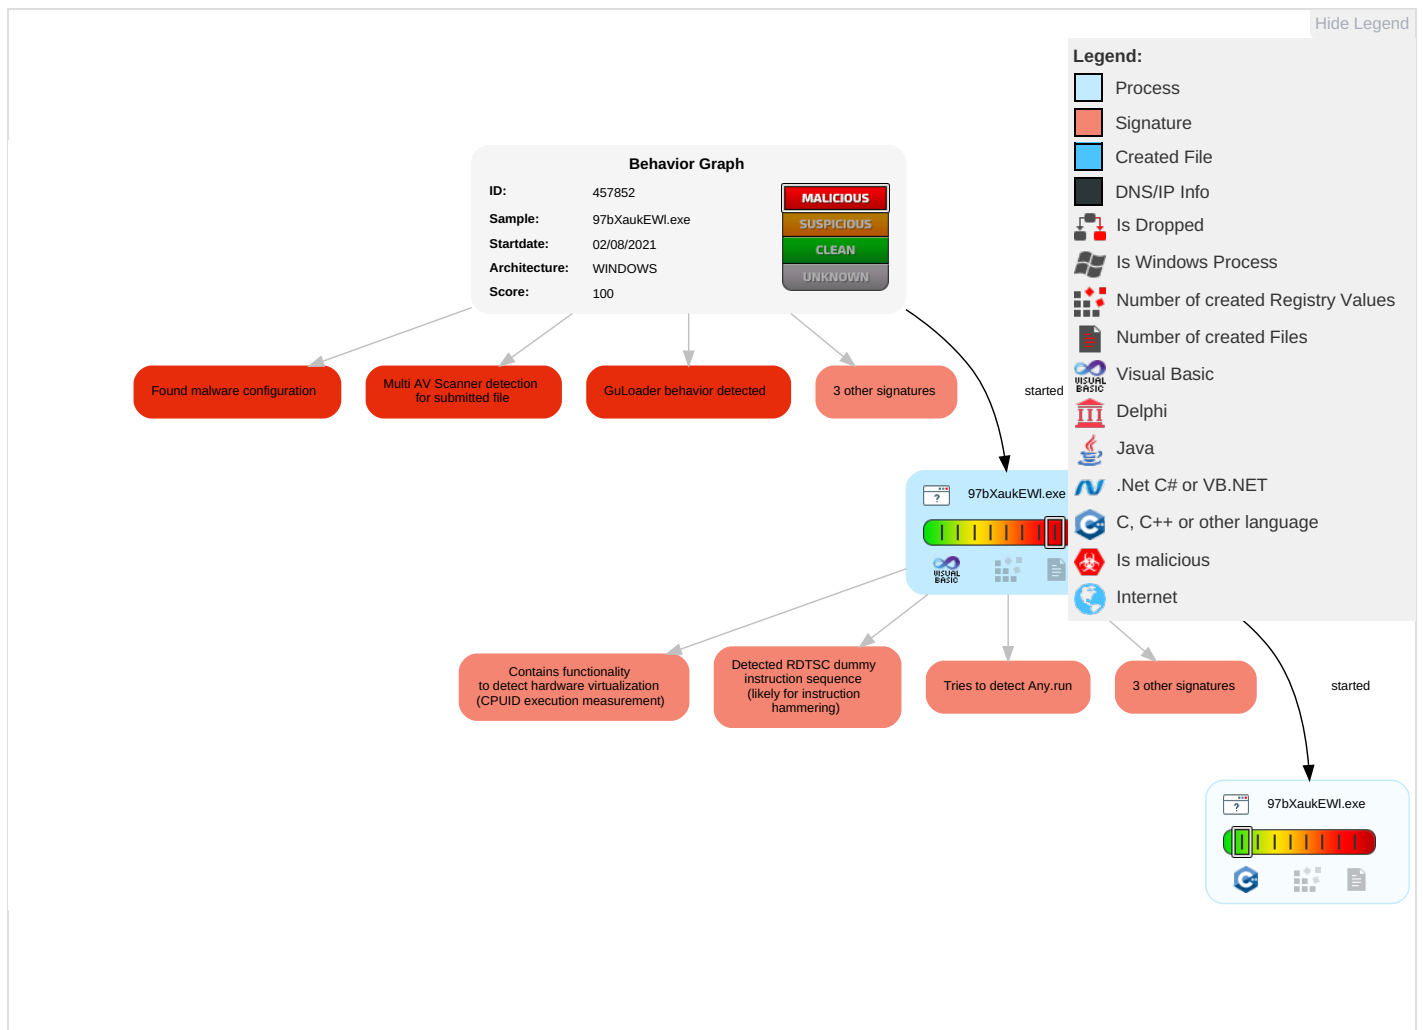 Hide Legend
Legend:
Process
Signature
Created File
DNS/IP Info
Is Dropped
Is Windows Process
Number of created Registry Values
Number of created Files
VISUAL
BASIC
Visual Basic
Delphi
Java
.Net C# or VB.NET
C, C++ or other language
Is malicious
Internet
Behavior Graph
ID: 457852
Sample: 97bXaukEWl.exe
Startdate: 02/08/2021
Architecture: WINDOWS
Score: 100
MALICIOUS
SUSPICIOUS
CLEAN
UNKNOWN
Found malware configuration
Multi AV Scanner detection
for submitted file
GuLoader behavior detected
3 other signatures
started
97bXaukEWl.exe
VISUAL
BASIC
Contains functionality
to detect hardware virtualization
(CPUID execution measurement)
Detected RDTSC dummy
instruction sequence
(likely for instruction
hammering)
Tries to detect Any.run
3 other signatures
started
97bXaukEWl.exe